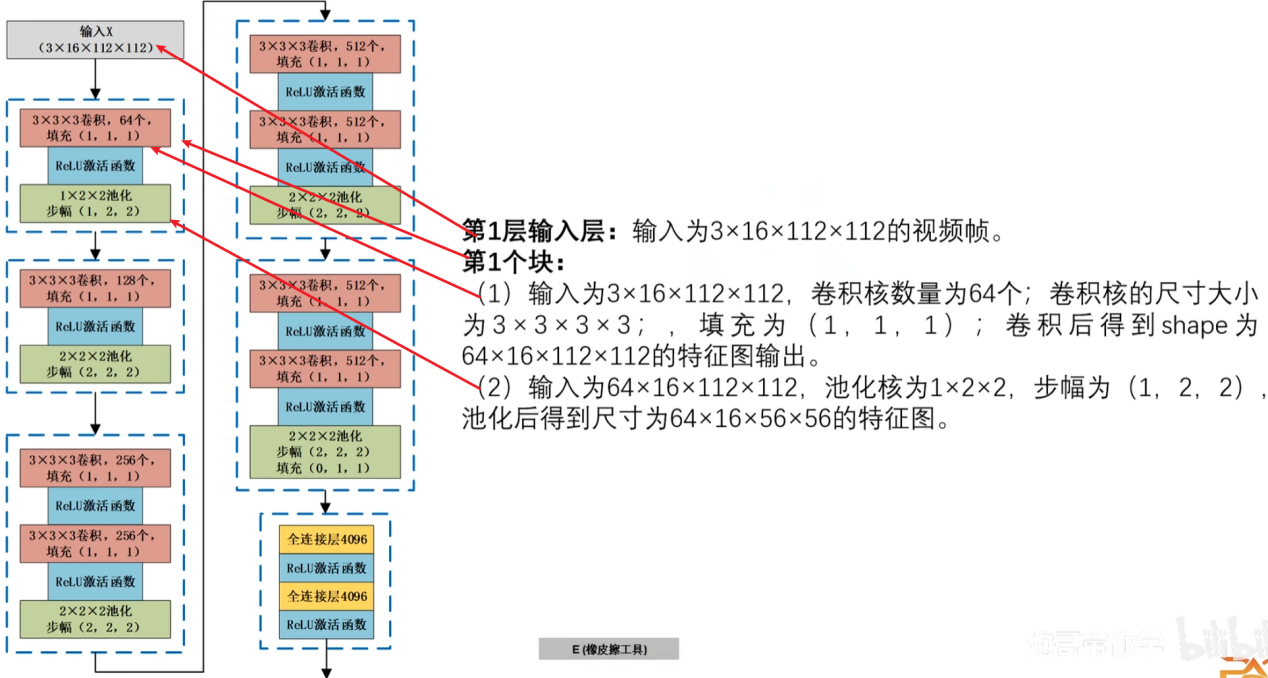 输入X
(3×16×112×112)
3×3×3卷积, 64个,
填充 (1, 1, 1)
ReLU激活函数
1×2×2池化
步幅 (1, 2, 2)
3×3×3卷积, 128个,
填充 (1, 1, 1)
ReLU激活函数
2×2×2池化
步幅 (2, 2, 2)
3×3×3卷积, 256个,
填充 (1, 1, 1)
ReLU激活函数
3×3×3卷积, 256个,
填充 (1, 1, 1)
ReLU激活函数
2×2×2池化
步幅 (2, 2, 2)
3×3×3卷积, 512个,
填充 (1, 1, 1)
ReLU激活函数
3×3×3卷积, 512个,
填充 (1, 1, 1)
ReLU激活函数
2×2×2池化
步幅 (2, 2, 2)
3×3×3卷积, 512个,
填充 (1, 1, 1)
ReLU激活函数
3×3×3卷积, 512个,
填充 (1, 1, 1)
ReLU激活函数
2×2×2池化
步幅 (2, 2, 2)
填充 (0, 1, 1)
全连接层4096
ReLU激活函数
全连接层4096
ReLU激活函数
第1层输入层：输入为3×16×112×112的视频帧。
第1个块：
（1）输入为3×16×112×112，卷积核数量为64个；卷积核的尺寸大小
为3×3×3×3；，填充为（1，1，1）；卷积后得到shape为
64×16×112×112的特征图输出。
（2）输入为64×16×112×112，池化核为1×2×2，步幅为（1，2，2），
池化后得到尺寸为64×16×56×56的特征图。
E (橡皮擦工具)
炮哥带你学
bilibili